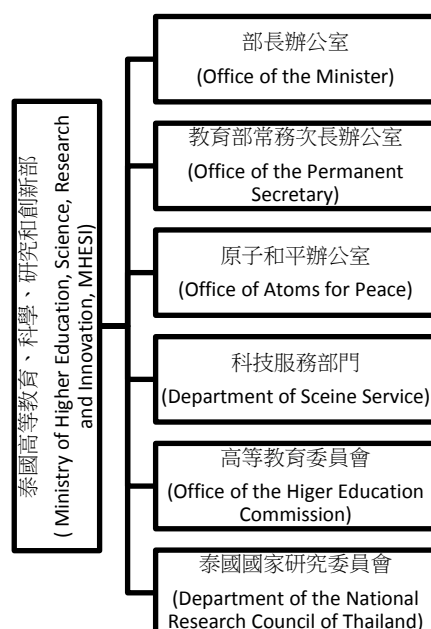 泰國高等教育、科學、研究和創新部
( Ministry of Higher Education, Science, Research
and Innovation, MHESI)
部長辦公室
(Office of the Minister)
教育部常務次長辦公室
(Office of the Permanent
Secretary)
原子和平辦公室
(Office of Atoms for Peace)
科技服務部門
(Department of Sceine Service)
高等教育委員會
(Office of the Higer Education
Commission)
泰國國家研究委員會
(Department of the National
Research Council of Thailand)